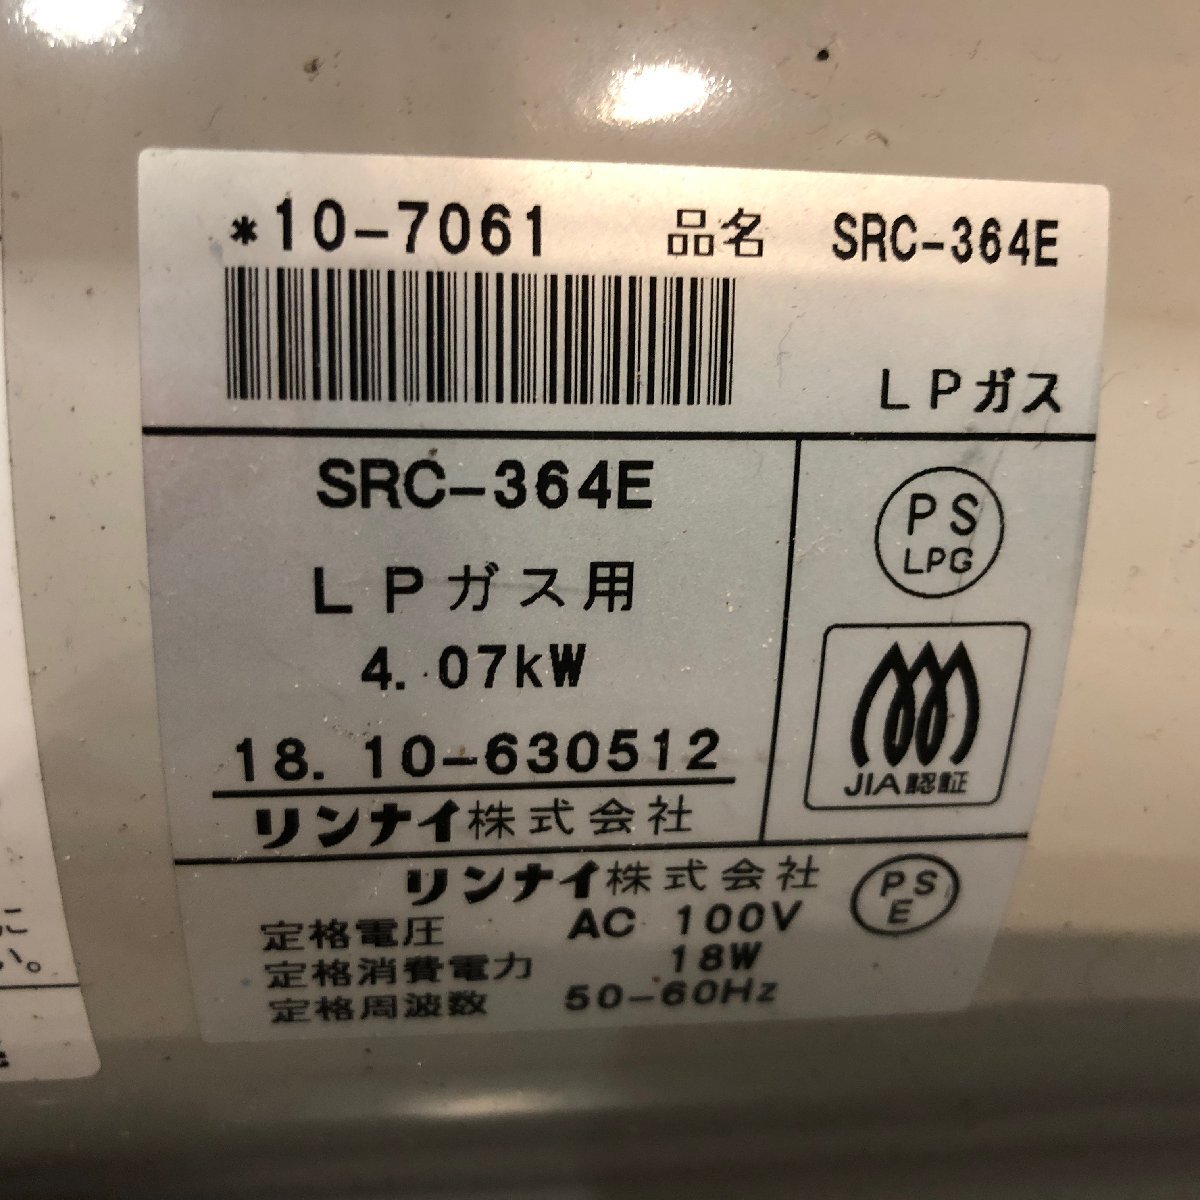 *10-7061 品名 SRC-364E
LPガス
SRC-364E
LPガス用
4.07kW
18.10-630512
リンナイ株式会社
PS
LPG
JIA認証
リンナイ株式会社
PS
E
定格電圧 AC 100V
定格消費電力 18W
定格周波数 50-60Hz
に
い。